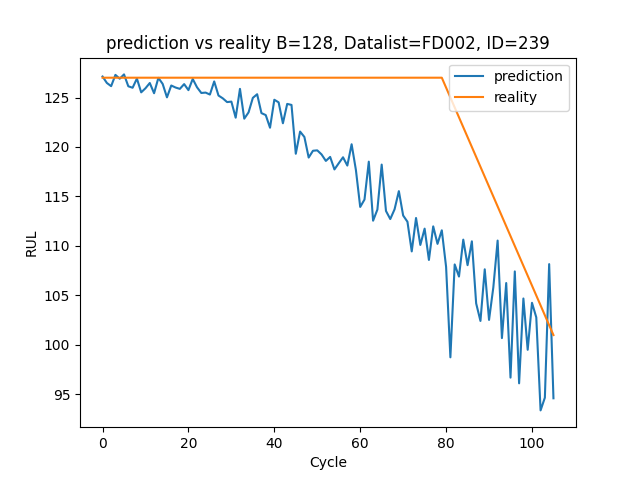 prediction vs reality B=128, Datalist=FD002, ID=239
prediction
reality
125
120
115
110
105
100
95
RUL
0 20 40 60 80 100
Cycle